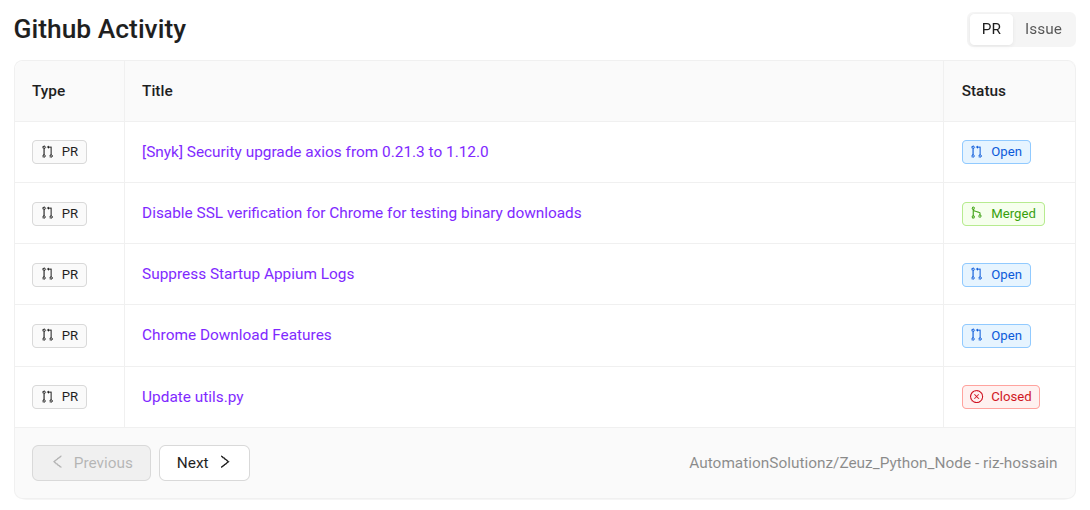 Github Activity
PR Issue
Type Title Status
PR [Snyk] Security upgrade axios from 0.21.3 to 1.12.0 Open
PR Disable SSL verification for Chrome for testing binary downloads Merged
PR Suppress Startup Appium Logs Open
PR Chrome Download Features Open
PR Update utils.py Closed
Previous Next AutomationSolutionz/Zeuz_Python_Node - riz-hossain